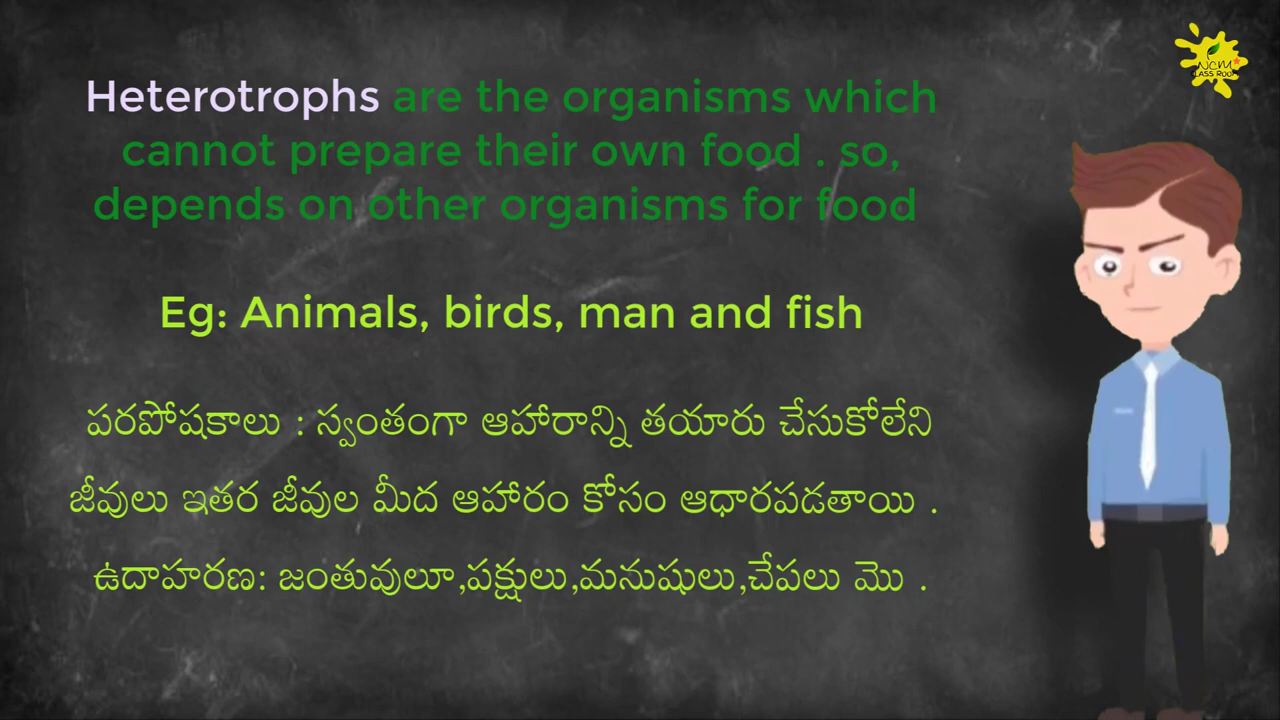 Heterotrophs are the organisms which
cannot prepare their own food . so,
depends on other organisms for food
Eg: Animals, birds, man and fish
పరపోషకాలు : స్వంతంగా ఆహారాన్ని తయారు చేసుకోలేని
జీవులు ఇతర జీవుల మీద ఆహారం కోసం ఆధారపడతాయి .
ఉదాహరణ: జంతువులూ,పక్షులు,మనుషులు,చేపలు మొ .
NCM